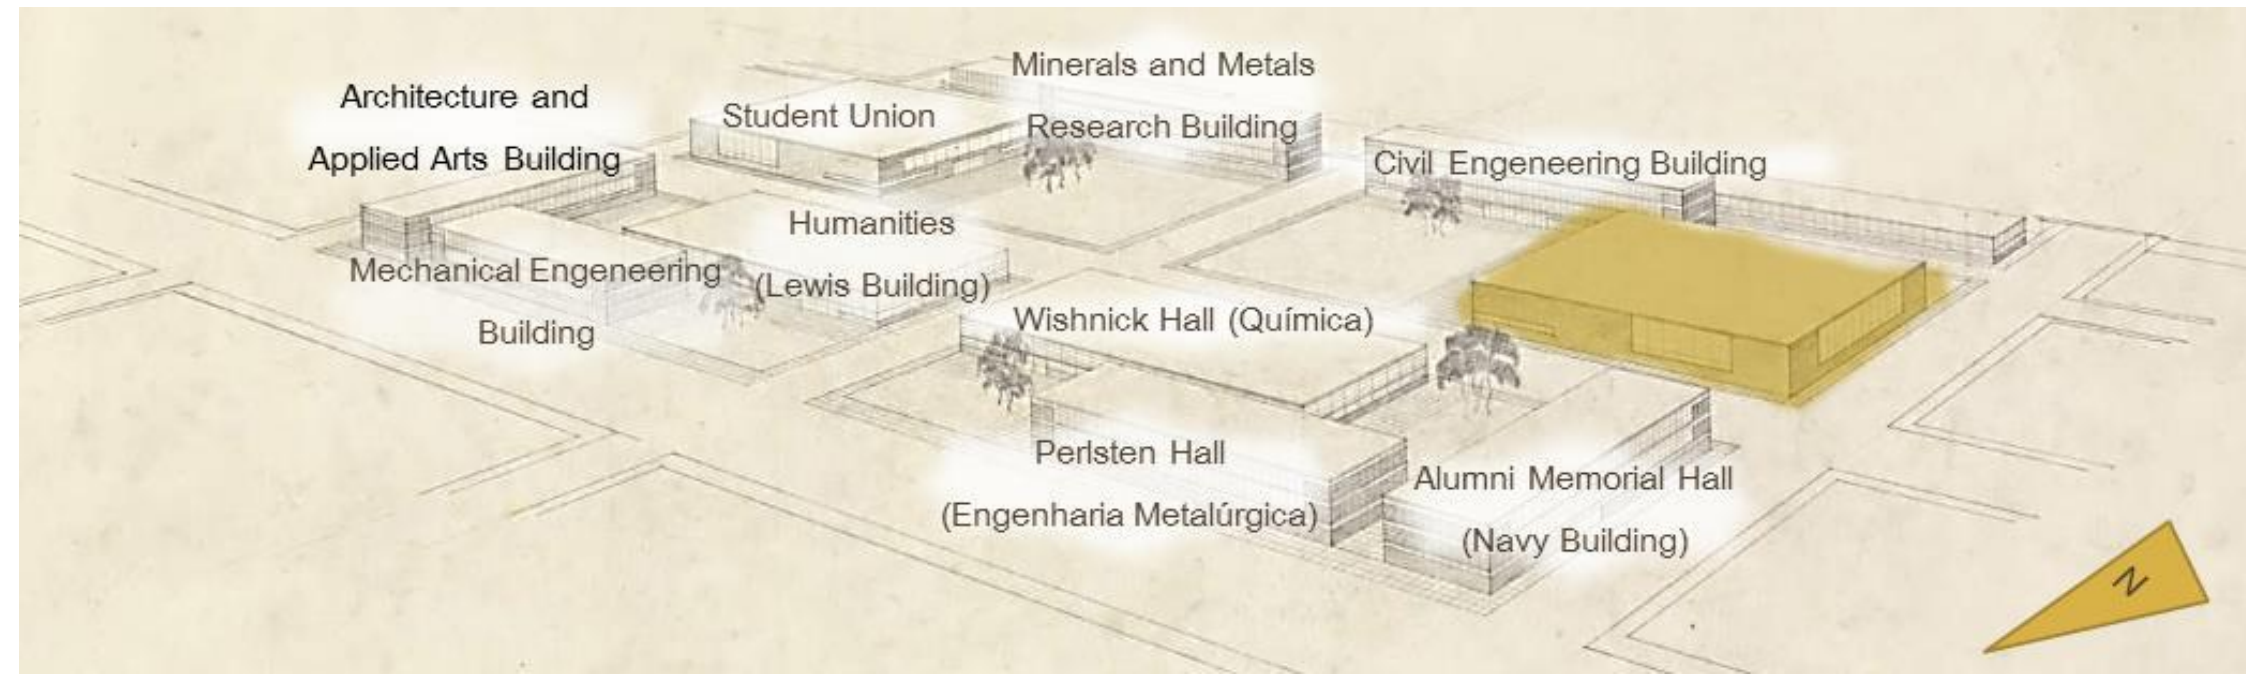 Architecture and
Applied Arts Building
Student Union
Minerals and Metals
Research Building
Civil Engeneering Building
Mechanical Engeneering
Building
Humanities
(Lewis Building)
Wishnick Hall (Química)
Perlsten Hall
(Engenharia Metalúrgica)
Alumni Memorial Hall
(Navy Building)
N